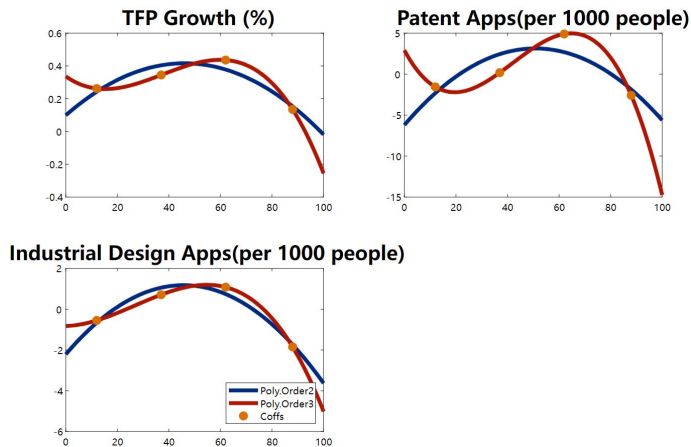 TFP Growth (%)
0.6
0.4
0.2
0
-0.2
-0.4
0 20 40 60 80 100
Patent Apps(per 1000 people)
5
0
-5
-10
-15
0 20 40 60 80 100
Industrial Design Apps(per 1000 people)
2
0
-2
-4
-6
0 20 40 60 80 100
Poly.Order2
Poly.Order3
Coffs